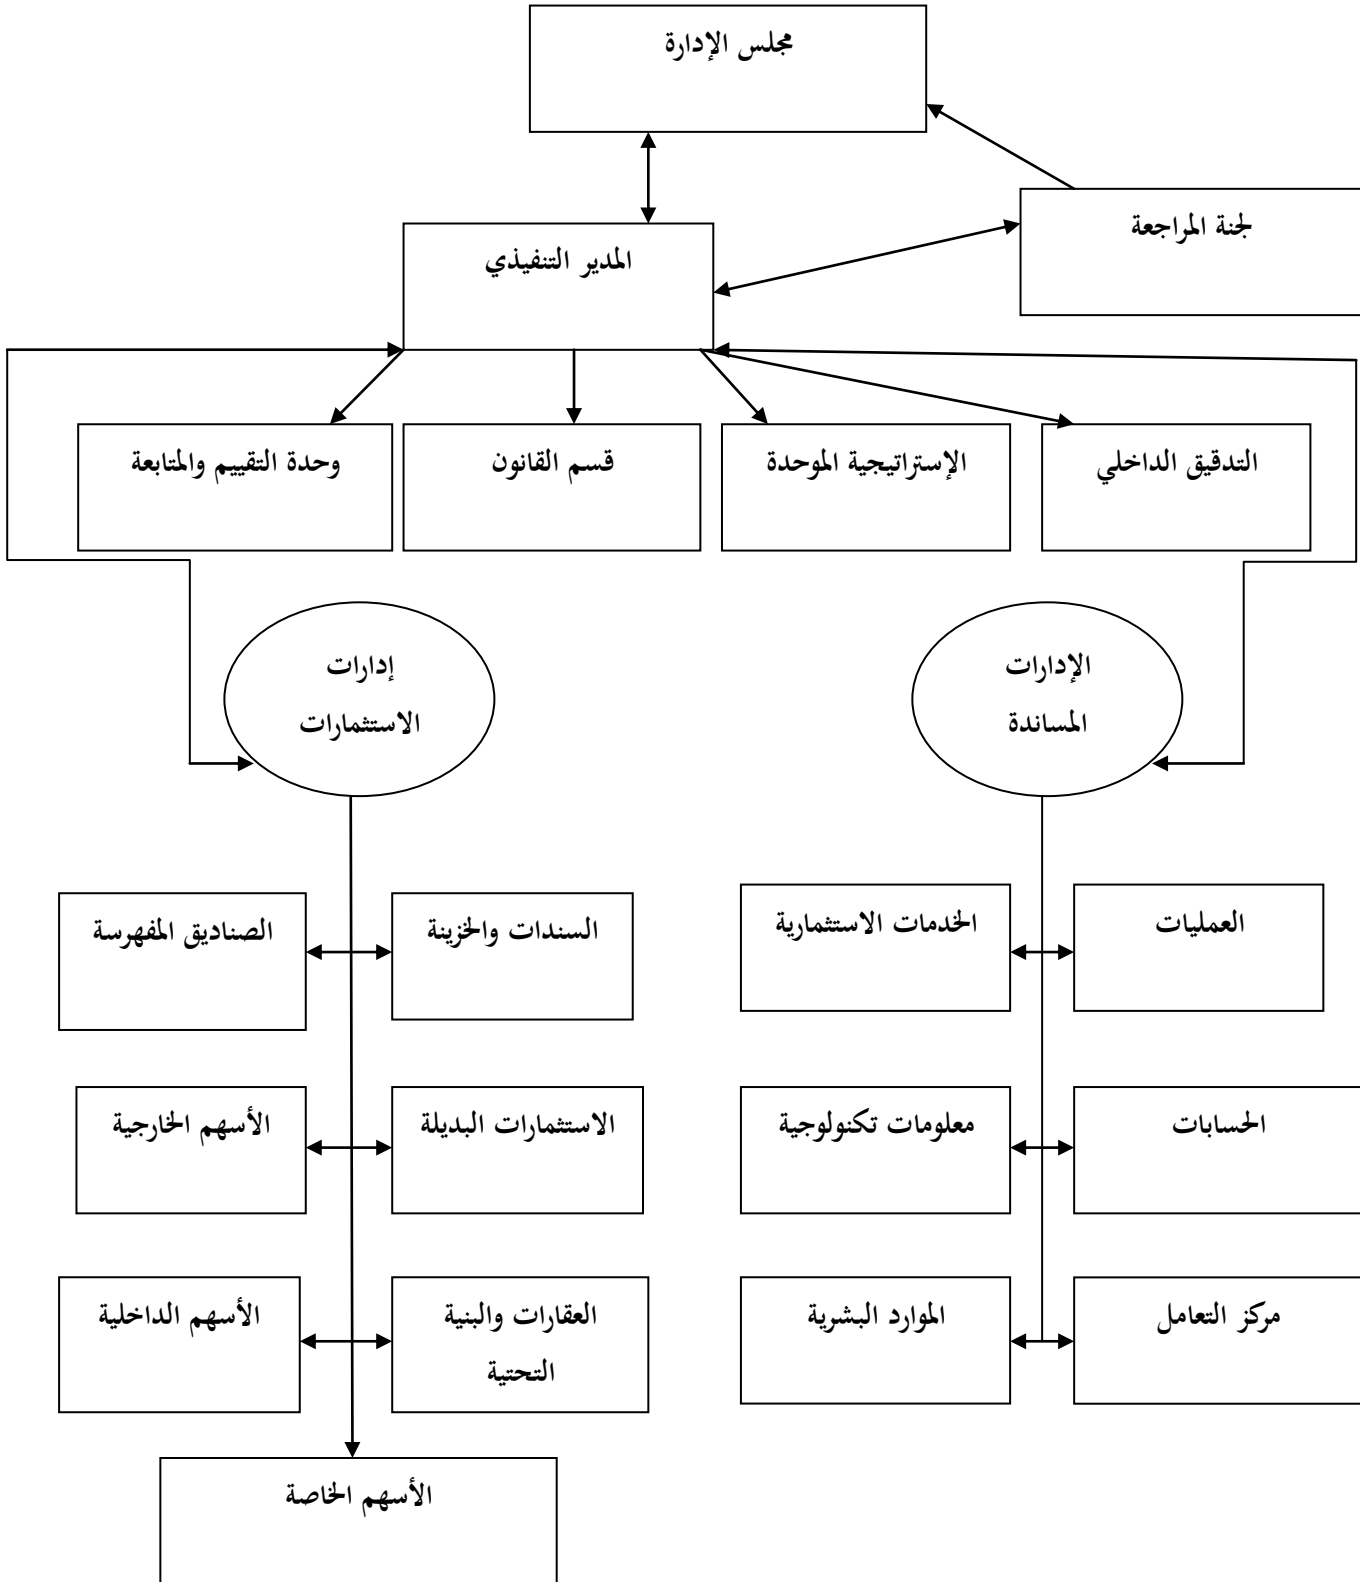 مجلس الإدارة
لجنة المراجعة
المدير التنفيذي
التدقيق الداخلي
الإستراتيجية الموحدة
قسم القانون
وحدة التقييم والمتابعة
الإدارات
المساندة
إدارات
الاستثمارات
العمليات
الخدمات الاستثمارية
السندات والخزينة
الصناديق المفهرسة
الحسابات
معلومات تكنولوجية
الاستثمارات البديلة
الأسهم الخارجية
مركز التعامل
الموارد البشرية
العقارات والبنية
التحتية
الأسهم الداخلية
الأسهم الخاصة